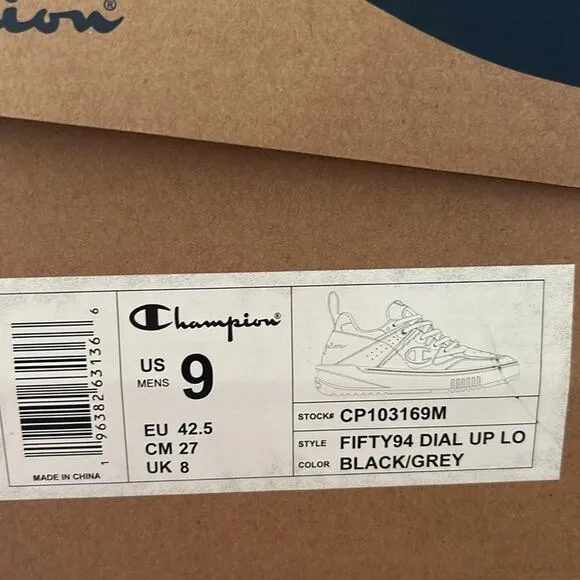 ion®
1 96382 63136 6
MADE IN CHINA
Champion®
US
MENS
9
EU 42.5
CM 27
UK 8
C
STOCK# CP103169M
STYLE FIFTY94 DIAL UP LO
COLOR BLACK/GREY